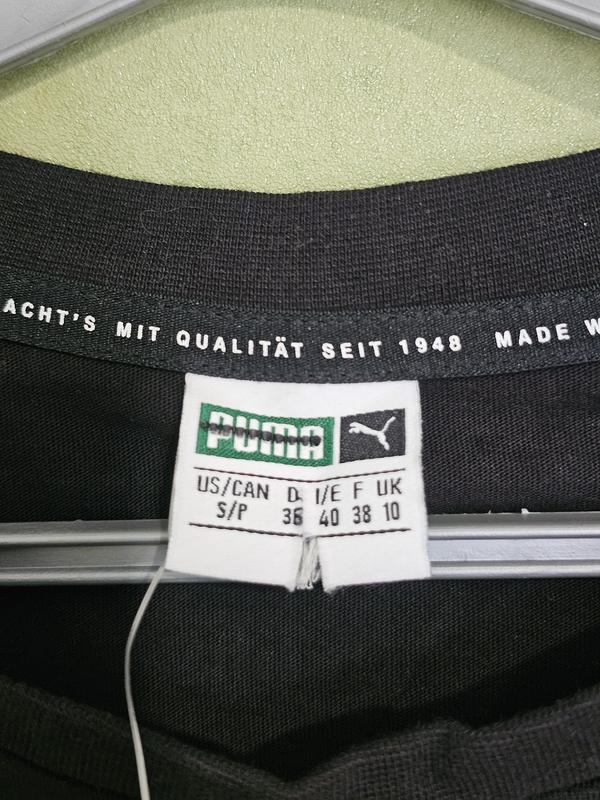 ACHT'S MIT QUALITÄT SEIT 1948 MADE W
PUMA
US/CAN D I/E F UK
S/P 36 40 38 10